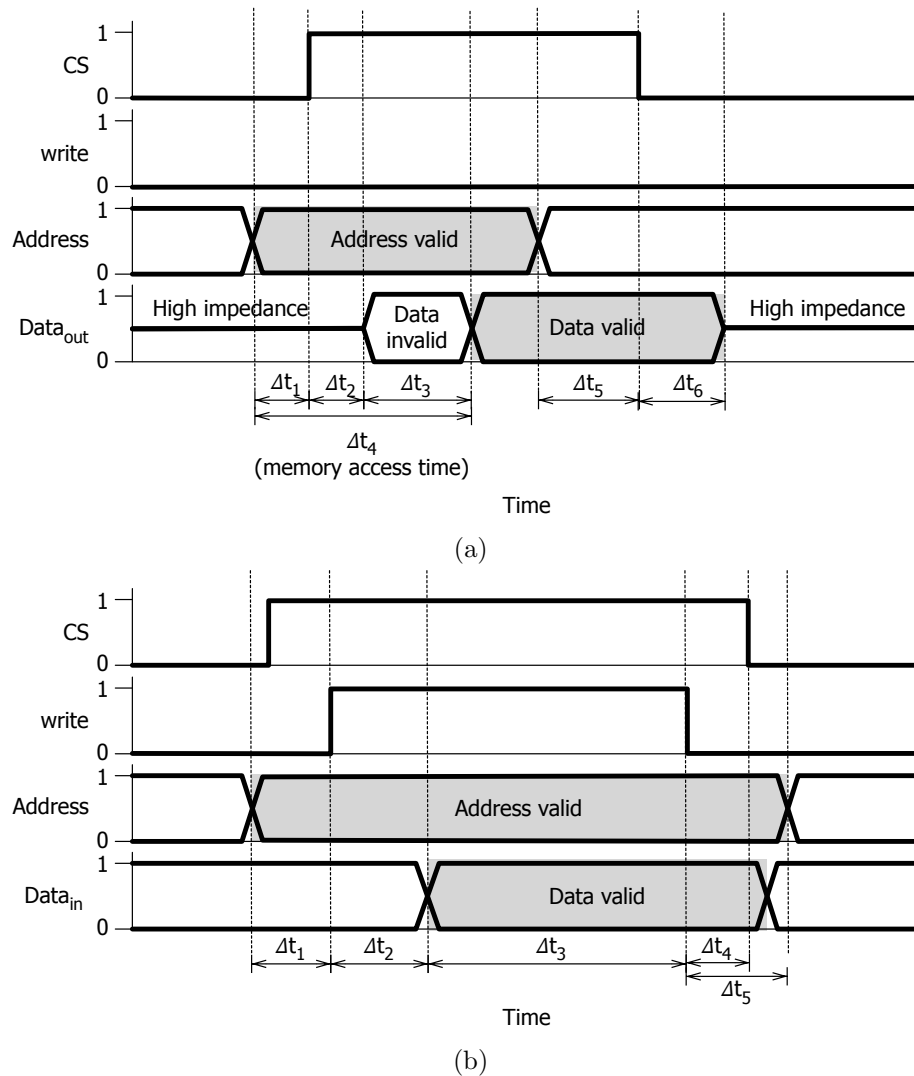 1
CS
0
1
write
0
1
Address
Address valid
0
1
High impedance
Data
invalid
Data valid
High impedance
Dataout
0
Δt1 Δt2 Δt3 Δt5 Δt6
Δt4
(memory access time)
Time
(a)
1
CS
0
1
write
0
1
Address
Address valid
0
1
Datain
Data valid
0
Δt1 Δt2 Δt3 Δt4
Δt5
Time
(b)